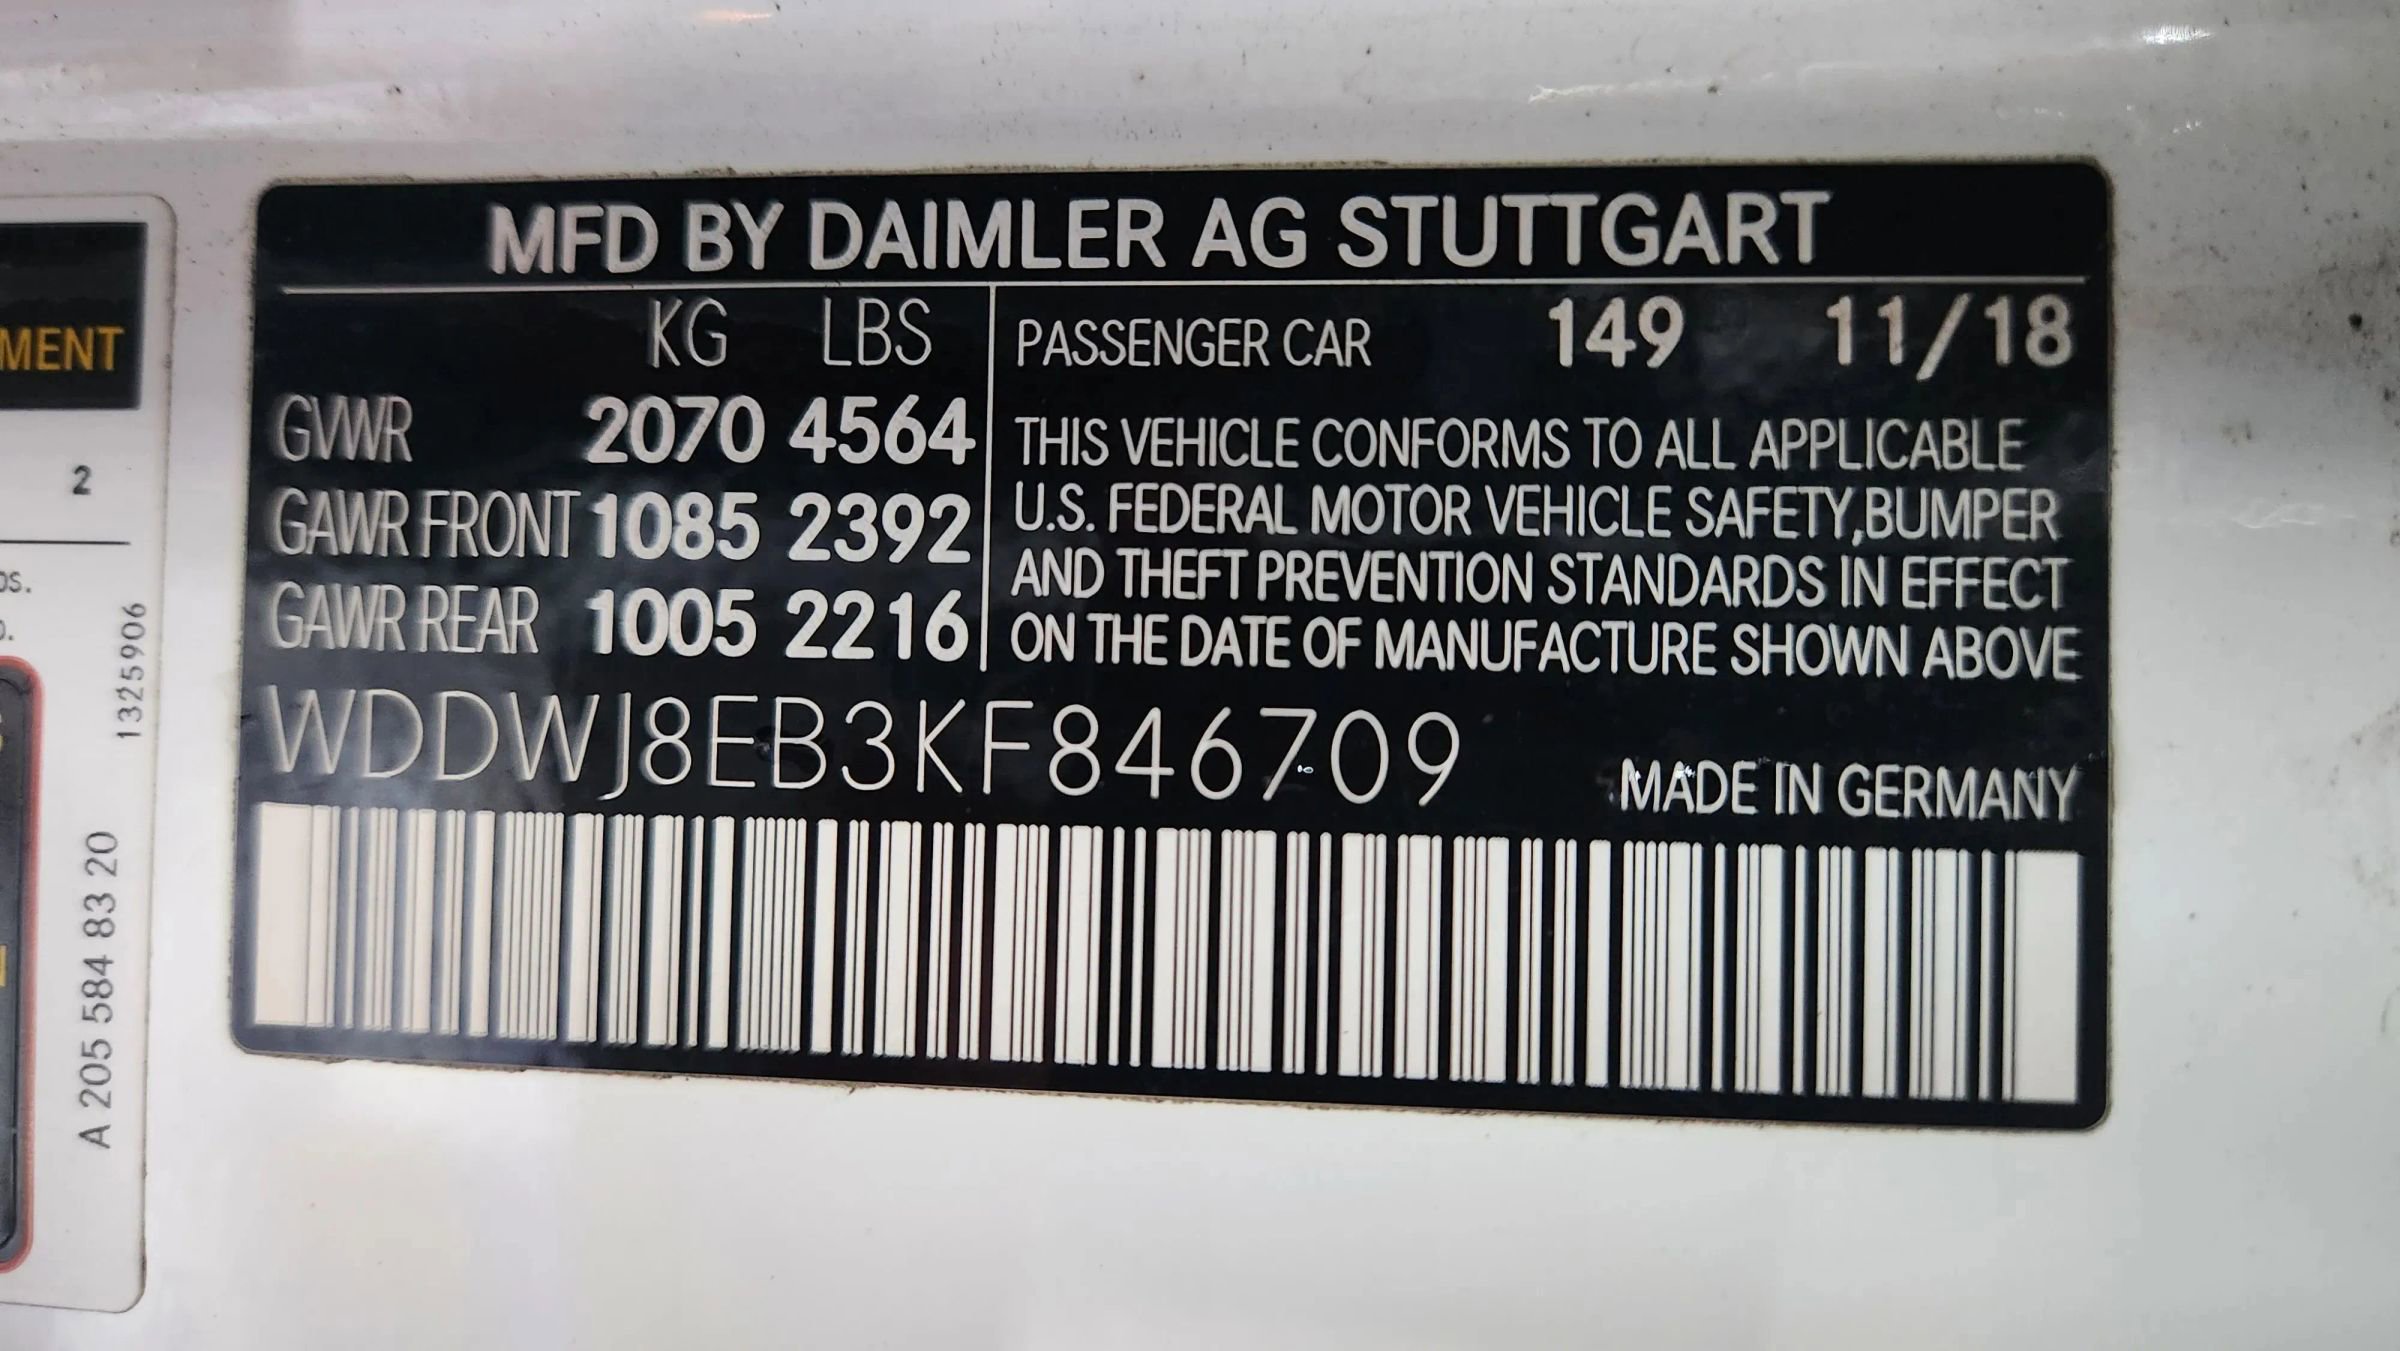 MFD BY DAIMLER AG STUTTGART
KG LBS
GVWR 2070 4564
GAWR FRONT 1085 2392
GAWR REAR 1005 2216
PASSENGER CAR 149 11/18
THIS VEHICLE CONFORMS TO ALL APPLICABLE
U.S. FEDERAL MOTOR VEHICLE SAFETY,BUMPER
AND THEFT PREVENTION STANDARDS IN EFFECT
ON THE DATE OF MANUFACTURE SHOWN ABOVE
WDDWJ8EB3KF846709
MADE IN GERMANY
MENT
2
1325906
A 205 584 83 20